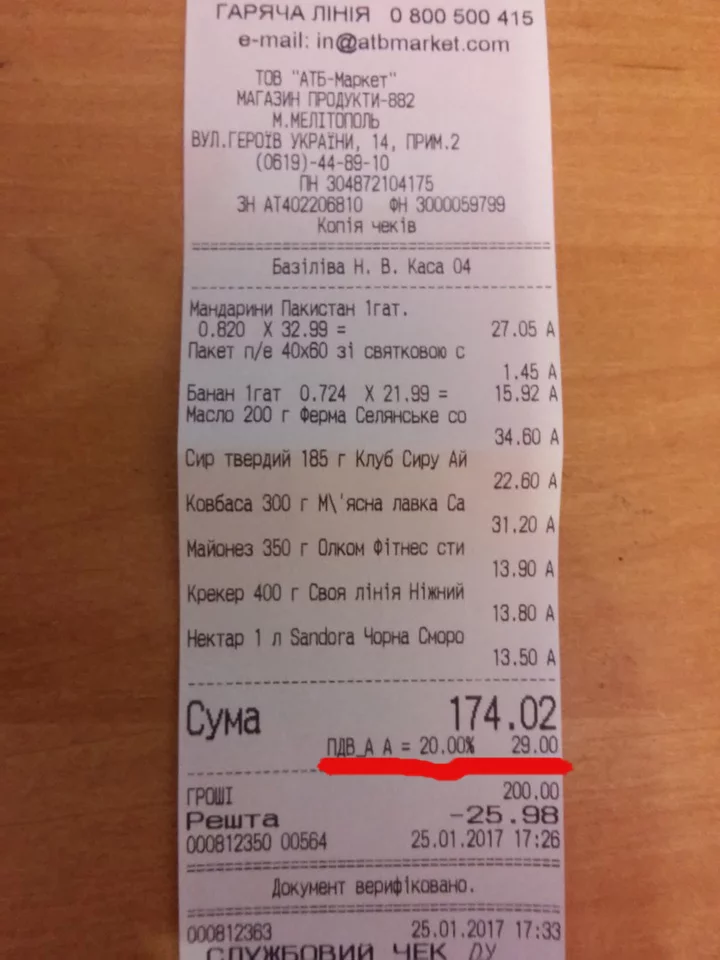 ГАРЯЧА ЛІНІЯ 0 800 500 415
e-mail: in@atbmarket.com
ТОВ "АТБ-Маркет"
МАГАЗИН ПРОДУКТИ-882
М.МЕЛІТОПОЛЬ
ВУЛ.ГЕРОЇВ УКРАЇНИ, 14, ПРИМ.2
(0619)-44-89-10
ПН 304872104175
ЗН АТ402206810 ФН 3000059799
Копія чеків
Базіліва Н. В. Каса 04
Мандарини Пакистан 1гат.
0.820 X 32.99 = 27.05 А
Пакет п/е 40х60 зі святковою с
1.45 А
Банан 1гат 0.724 X 21.99 = 15.92 А
Масло 200 г Ферма Селянське со
34.60 А
Сир твердий 185 г Клуб Сиру Ай
22.60 А
Ковбаса 300 г М\'ясна лавка Са
31.20 А
Майонез 350 г Олком Фітнес сти
13.90 А
Крекер 400 г Своя лінія Ніжний
13.80 А
Нектар 1 л Sandora Чорна Сморо
13.50 А
Сума 174.02
ПДВ_А А = 20.00% 29.00
ГРОШІ 200.00
Решта -25.98
000812350 00564 25.01.2017 17:26
Документ верифіковано.
000812363 25.01.2017 17:33
СЛУЖБОВИЙ ЧЕК